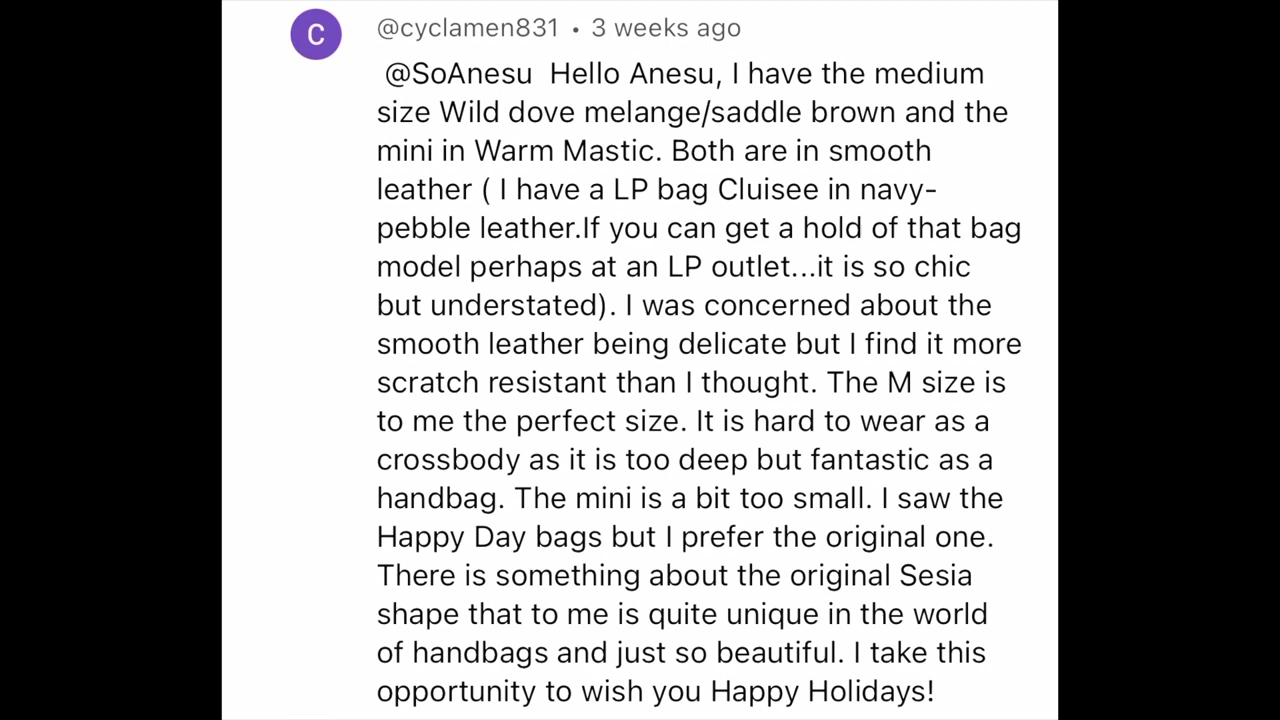 C
@cyclamen831 • 3 weeks ago
@SoAnesu Hello Anesu, I have the medium
size Wild dove melange/saddle brown and the
mini in Warm Mastic. Both are in smooth
leather ( I have a LP bag Cluisee in navy-
pebble leather.If you can get a hold of that bag
model perhaps at an LP outlet...it is so chic
but understated). I was concerned about the
smooth leather being delicate but I find it more
scratch resistant than I thought. The M size is
to me the perfect size. It is hard to wear as a
crossbody as it is too deep but fantastic as a
handbag. The mini is a bit too small. I saw the
Happy Day bags but I prefer the original one.
There is something about the original Sesia
shape that to me is quite unique in the world
of handbags and just so beautiful. I take this
opportunity to wish you Happy Holidays!